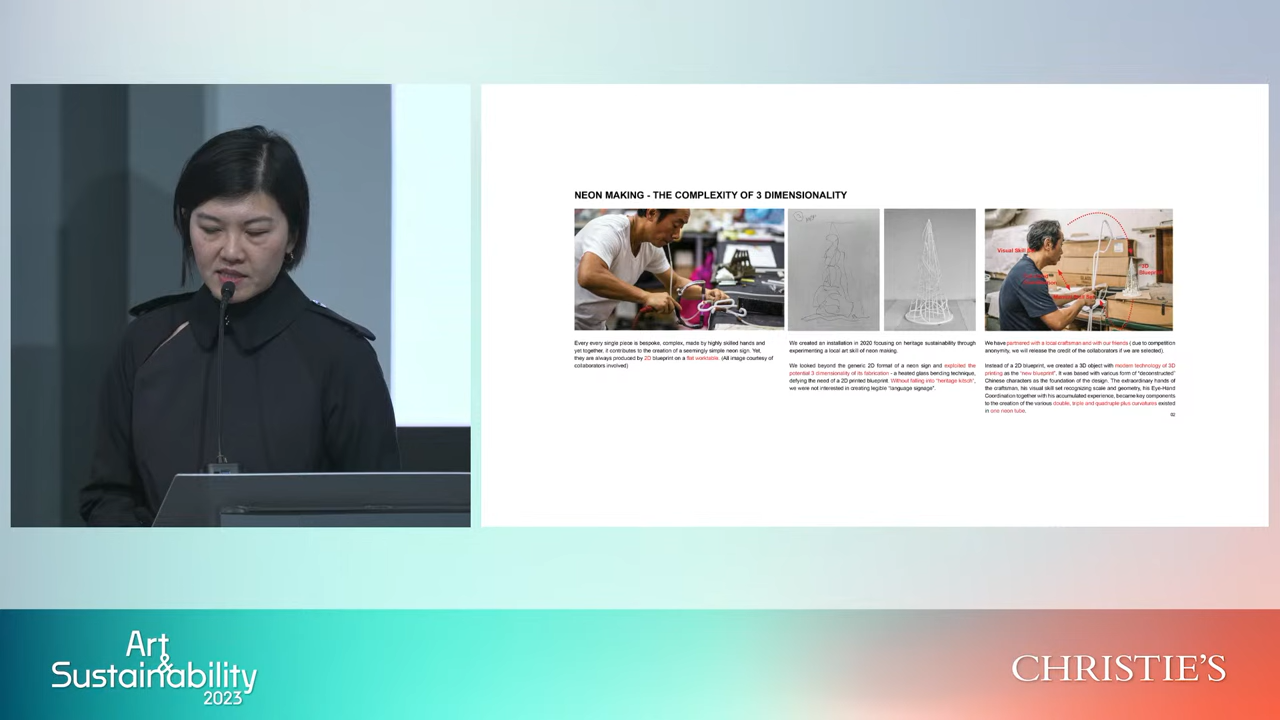 NEON MAKING - THE COMPLEXITY OF 3 DIMENSIONALITY
Visual Skill
3D
Blueprint
Every every single piece is bespoke, complex, made by highly skilled hands and
yet together, it contributes to the creation of a seemingly simple neon sign. Yet,
they are always produced by 2D blueprint on a flat worktable. (All image courtesy of
collaborators involved)
We created an installation in 2020 focusing on heritage sustainability through
experimenting a local art skill of neon making.
We looked beyond the generic 2D format of a neon sign and exploited the
potential 3 dimensionality of its fabrication - a heated glass bending technique,
defying the need of a 2D printed blueprint. Without falling into "heritage kitsch",
we were not interested in creating legible "language signage".
We have partnered with a local craftsman and with our friends ( due to competition
anonymity, we will release the credit of the collaborators if we are selected).
Instead of a 2D blueprint, we created a 3D object with modern technology of 3D
printing as the "new blueprint". It was based with various form of "deconstructed"
Chinese characters as the foundation of the design. The extraordinary hands of
the craftsman, his visual skill set recognizing scale and geometry, his Eye-Hand
Coordination together with his accumulated experience, became key components
to the creation of the various double, triple and quadruple plus curvatures existed
in one neon tube.
02
Art
&
Sustainability
2023
CHRISTIE'S